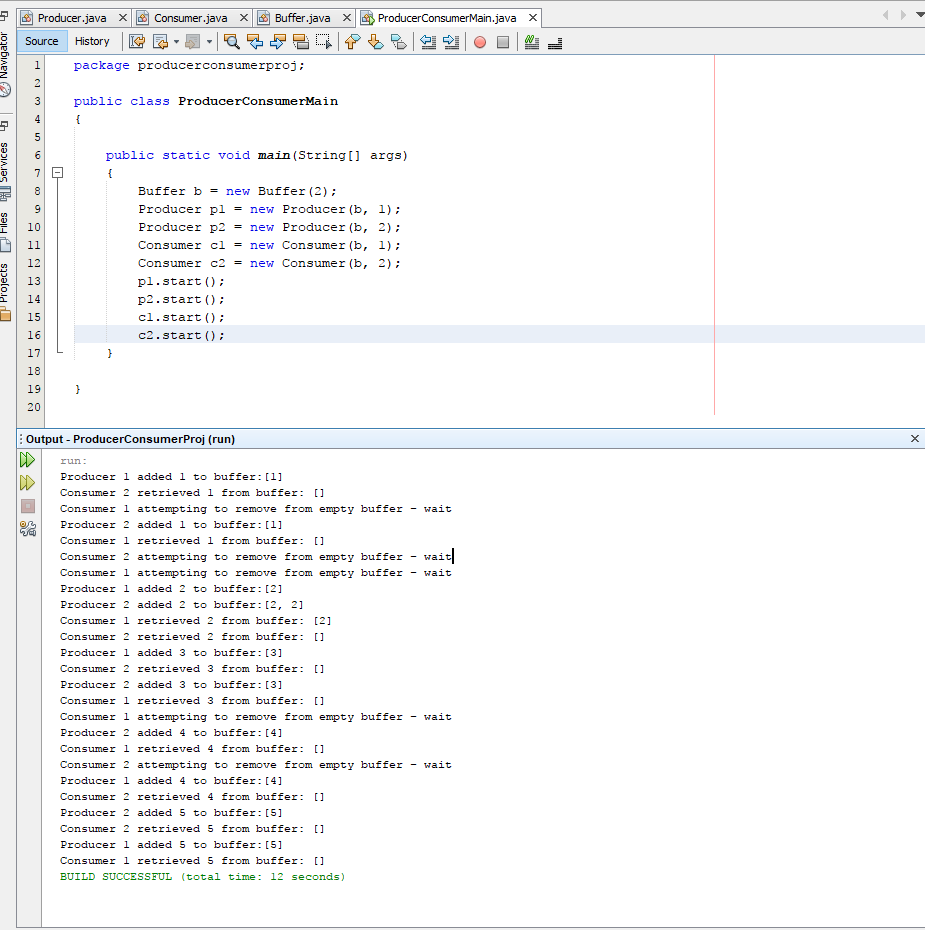 Producer.java Consumer.java Buffer.java ProducerConsumerMain.java
Source History
Navigator
Services
Files
Projects
1 package producerconsumerproj;
2
3 public class ProducerConsumerMain
4 {
5
6 public static void main(String[] args)
7 {
8 Buffer b = new Buffer(2);
9 Producer p1 = new Producer(b, 1);
10 Producer p2 = new Producer(b, 2);
11 Consumer c1 = new Consumer(b, 1);
12 Consumer c2 = new Consumer(b, 2);
13 p1.start();
14 p2.start();
15 c1.start();
16 c2.start();
17 }
18
19 }
20
Output - ProducerConsumerProj (run)
run:
Producer 1 added 1 to buffer:[1]
Consumer 2 retrieved 1 from buffer: []
Consumer 1 attempting to remove from empty buffer - wait
Producer 2 added 1 to buffer:[1]
Consumer 1 retrieved 1 from buffer: []
Consumer 2 attempting to remove from empty buffer - wait
Consumer 1 attempting to remove from empty buffer - wait
Producer 1 added 2 to buffer:[2]
Producer 2 added 2 to buffer:[2, 2]
Consumer 1 retrieved 2 from buffer: [2]
Consumer 2 retrieved 2 from buffer: []
Producer 1 added 3 to buffer:[3]
Consumer 2 retrieved 3 from buffer: []
Producer 2 added 3 to buffer:[3]
Consumer 1 retrieved 3 from buffer: []
Consumer 1 attempting to remove from empty buffer - wait
Producer 2 added 4 to buffer:[4]
Consumer 1 retrieved 4 from buffer: []
Consumer 2 attempting to remove from empty buffer - wait
Producer 1 added 4 to buffer:[4]
Consumer 2 retrieved 4 from buffer: []
Producer 2 added 5 to buffer:[5]
Consumer 2 retrieved 5 from buffer: []
Producer 1 added 5 to buffer:[5]
Consumer 1 retrieved 5 from buffer: []
BUILD SUCCESSFUL (total time: 12 seconds)